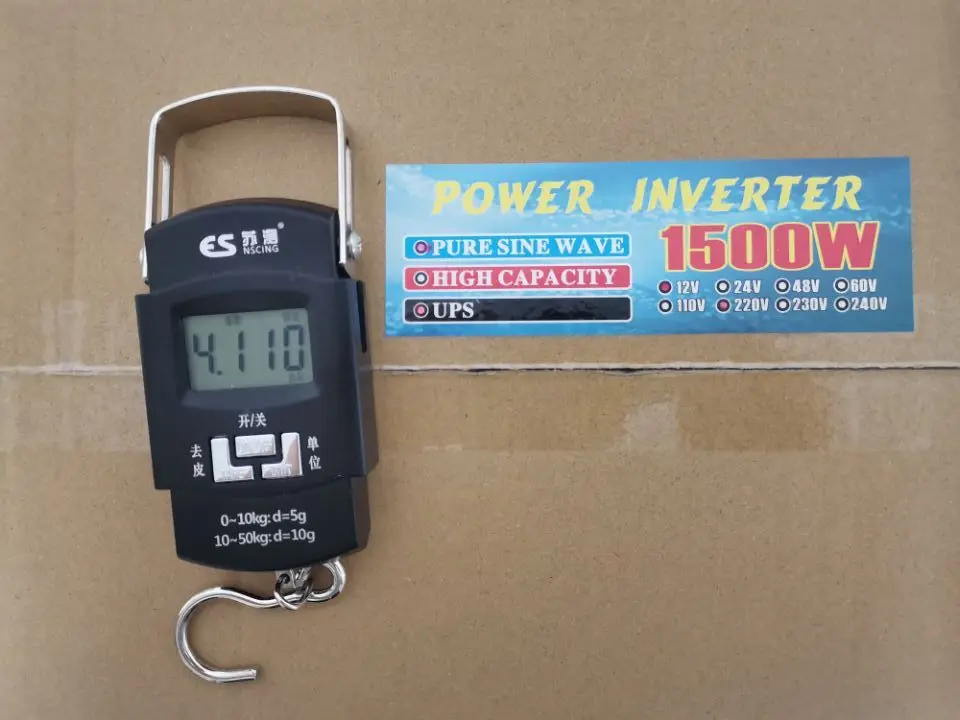 ES 苏测®
NSCING
4.110
开/关
去皮
单位
0~10kg: d=5g
10~50kg: d=10g
POWER INVERTER
PURE SINE WAVE
HIGH CAPACITY
UPS
1500W
12V 24V 48V 60V
110V 220V 230V 240V